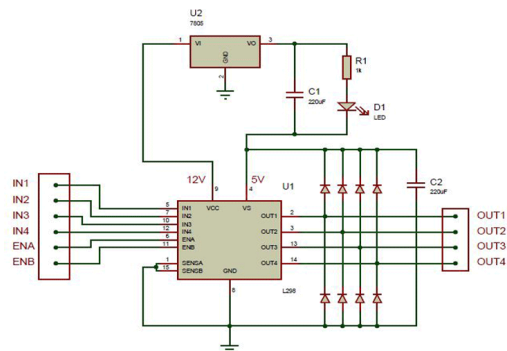 U2
7805
1 VI VO 3
GND
2
R1
1k
C1
220uF
D1
LED
12V 5V
9 4
U1
C2
220uF
IN1
IN2
IN3
IN4
ENA
ENB
5 IN1
7 IN2
10 IN3
12 IN4
6 ENA
11 ENB
1 SENSA
15 SENSB
VCC VS
GND
8
OUT1 2
OUT2 3
OUT3 13
OUT4 14
L298
OUT1
OUT2
OUT3
OUT4